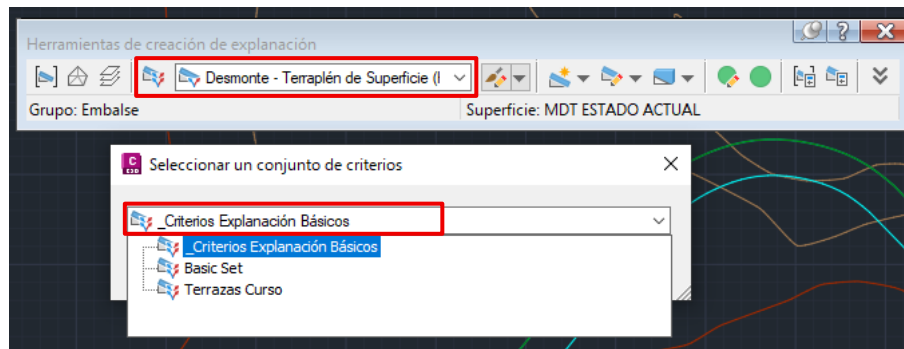 Herramientas de creación de explanación
Desmonte - Terraplén de Superficie (I
Grupo: Embalse
Superficie: MDT ESTADO ACTUAL
C
C3D
Seleccionar un conjunto de criterios
_Criterios Explanación Básicos
_Criterios Explanación Básicos
Basic Set
Terrazas Curso